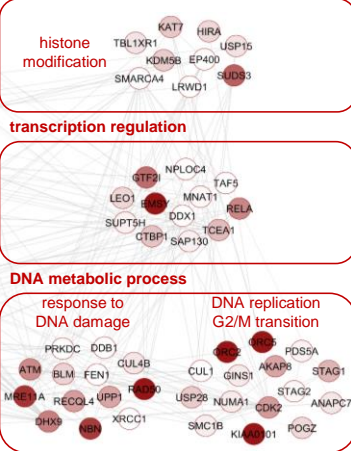 histone
modification
KAT7
HIRA
TBL1XR1
USP15
KDM5B
EP400
SMARCA4
SUDS3
LRWD1
transcription regulation
NPLOC4
GTF2I
TAF5
LEO1
EMSY
MNAT1
RELA
DDX1
SUPT5H
TCEA1
CTBP1
SAP130
DNA metabolic process
response to
DNA damage
DNA replication
G2/M transition
PRKDC
DDB1
ATM
BLM
FEN1
CUL4B
MRE11A
RECQL4
UPP1
RAD50
DHX9
NBN
XRCC1
ORC2
ORC5
PDS5A
CUL1
GINS1
AKAP8
STAG1
USP28
NUMA1
CDK2
STAG2
ANAPC7
SMC1B
KIAA0101
POGZ